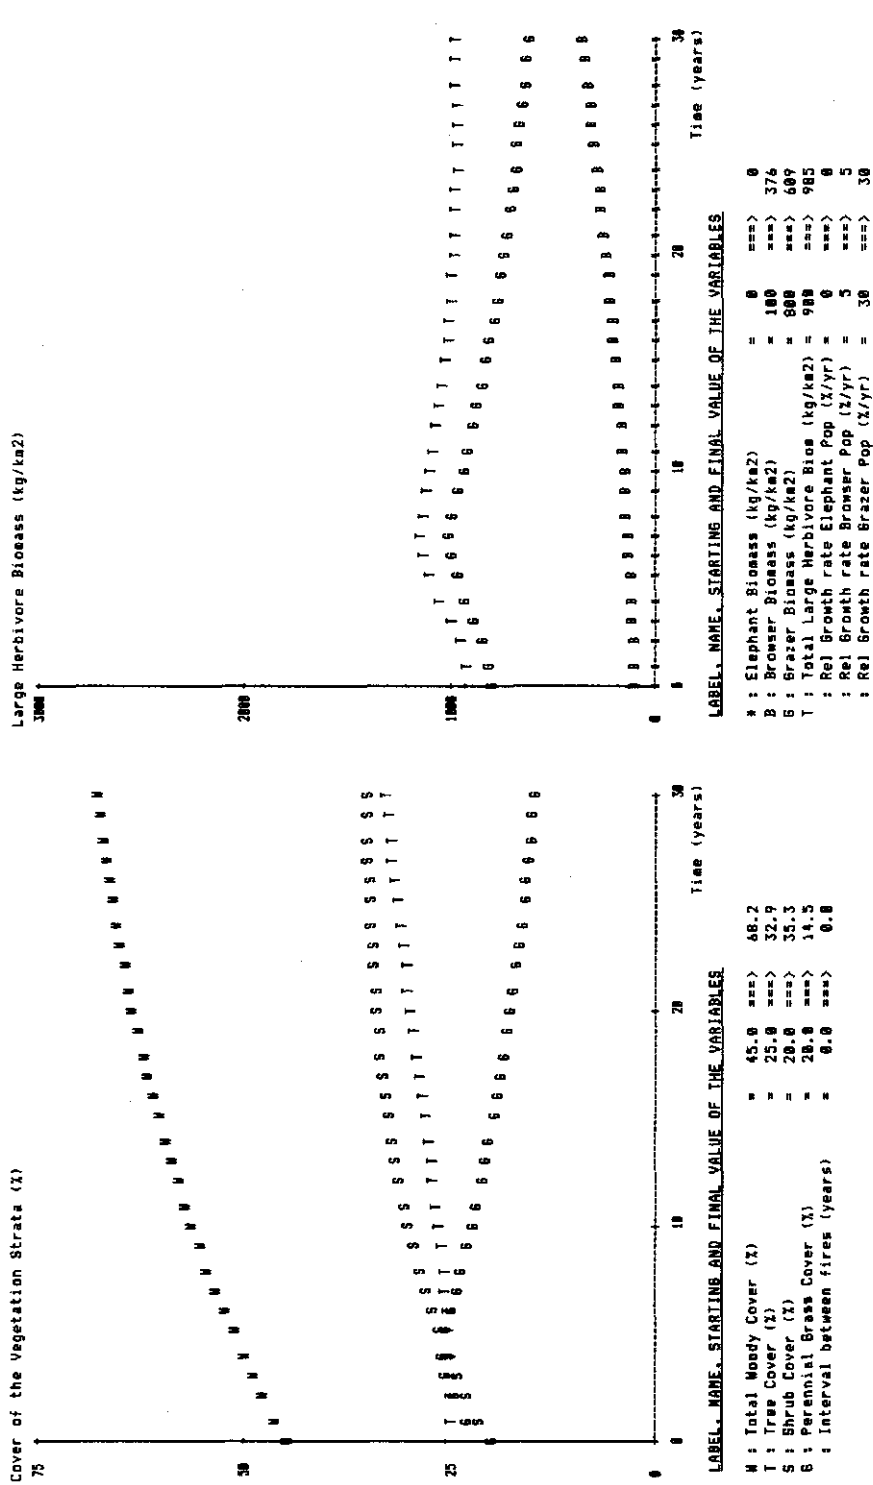 Cover of the Vegetation Strata (%)
75
50
25
0
0 10 20 30
Time (years)
W W W W W W W W W W W W W W W W W W W W W W W W W W W W W W
LABEL, NAME, STARTING AND FINAL VALUE OF THE VARIABLES
W : Total Woody Cover (%) = 45.0 ===> 68.2
T : Tree Cover (%) = 25.0 ===> 32.9
S : Shrub Cover (%) = 20.0 ===> 35.3
G : Perennial Grass Cover (%) = 20.0 ===> 14.5
: Interval between fires (years) = 0.0 ===> 0.0
Large Herbivore Biomass (kg/km2)
3000
2000
1000
0
0 10 20 30
Time (years)
LABEL, NAME, STARTING AND FINAL VALUE OF THE VARIABLES
* : Elephant Biomass (kg/km2) = 0 ===> 0
B : Browser Biomass (kg/km2) = 100 ===> 376
G : Grazer Biomass (kg/km2) = 800 ===> 609
T : Total Large Herbivore Biom (kg/km2) = 900 ===> 985
: Rel Growth rate Elephant Pop (%/yr) = 0 ===> 0
: Rel Growth rate Browser Pop (%/yr) = 5 ===> 5
: Rel Growth rate Grazer Pop (%/yr) = 30 ===> 30